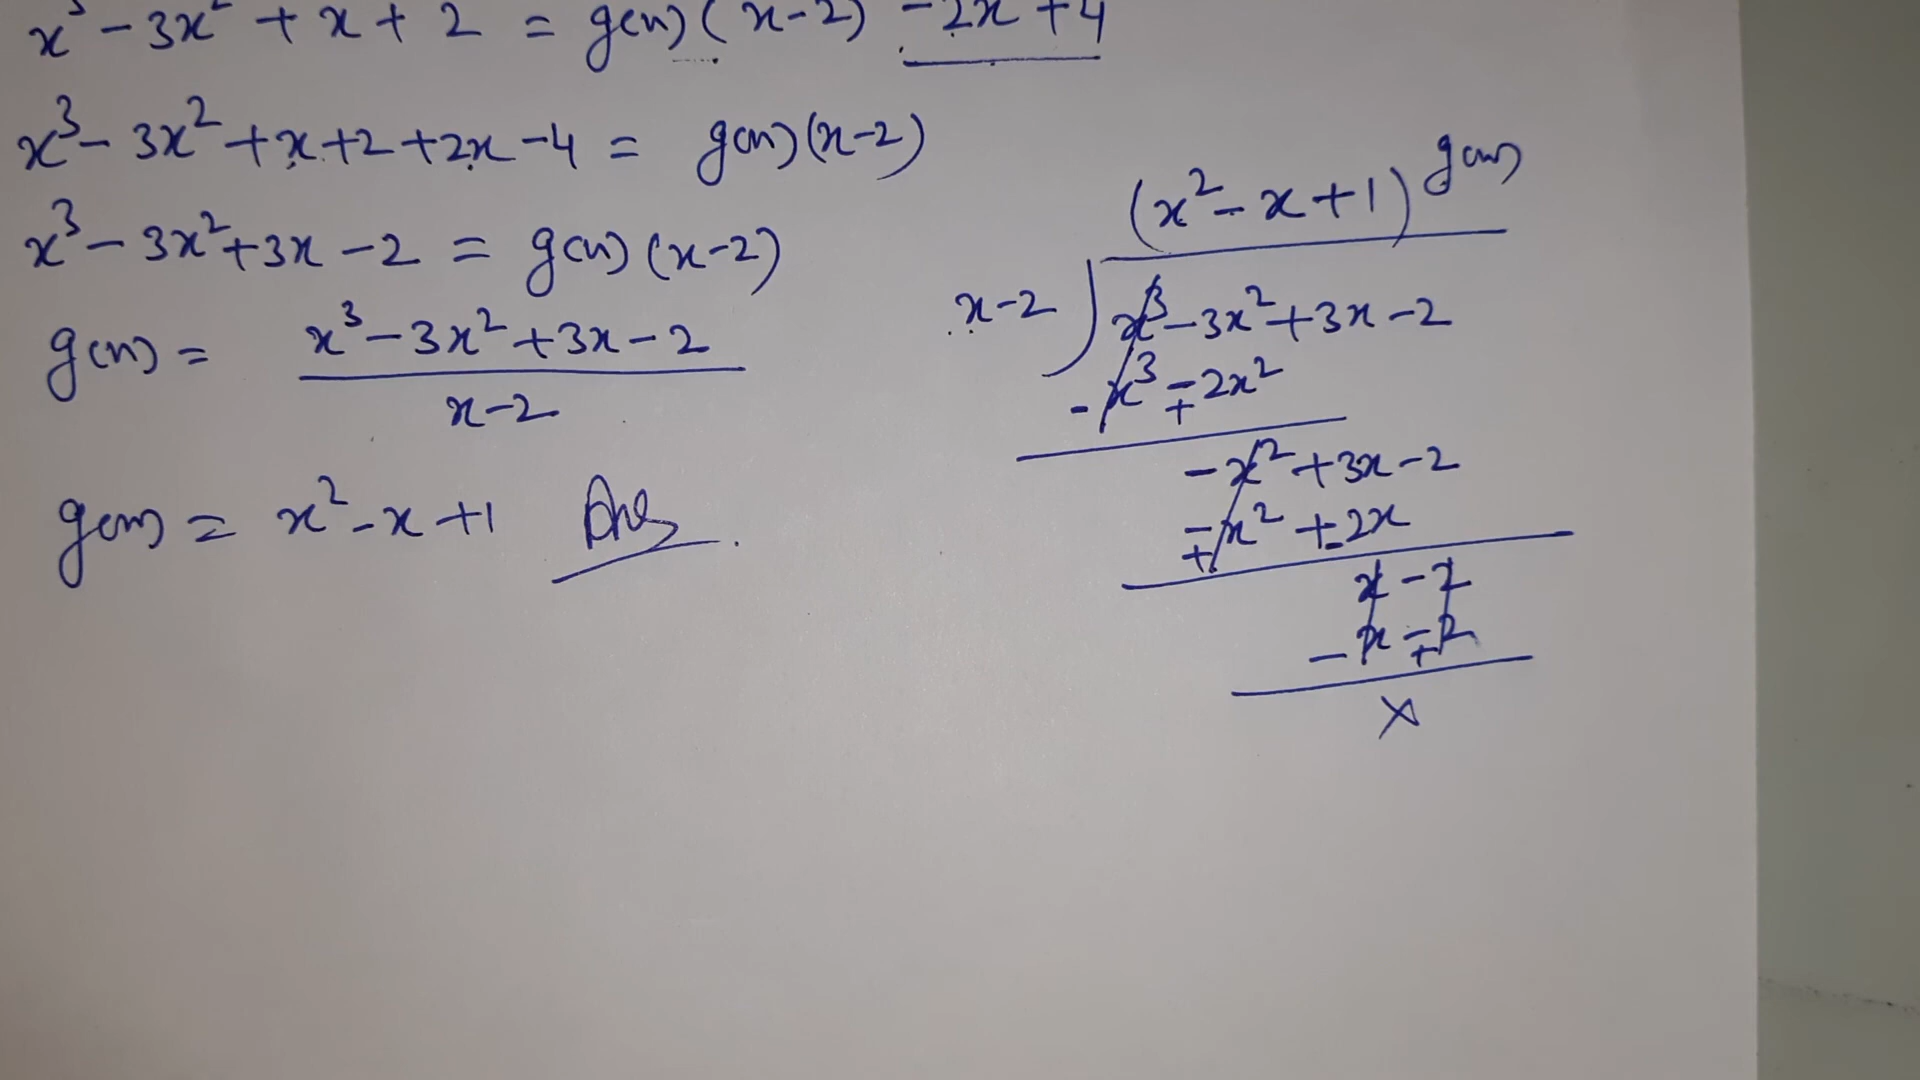 x³ - 3x² + x + 2 = g(x) (x-2) - 2x + 4
x³ - 3x² + x + 2 + 2x - 4 = g(x) (x-2)
x³ - 3x² + 3x - 2 = g(x) (x-2)
g(x) = x³ - 3x² + 3x - 2
x-2
g(x) = x² - x + 1 Ans.
(x² - x + 1) g(x)
x-2 ) x³ - 3x² + 3x - 2
- x³ - 2x²
+
- x² + 3x - 2
- x² + 2x
+ -
x - 2
- x - 2
+
x